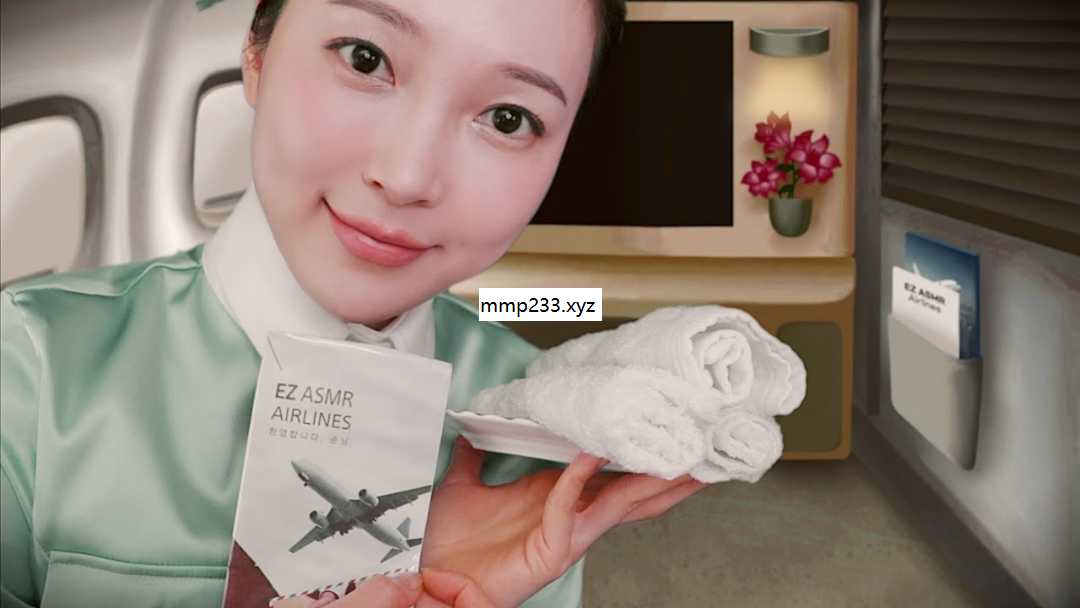 mmp233.xyz
EZ ASMR
AIRLINES
환영합니다. 손님
EZ ASMR
Airlines